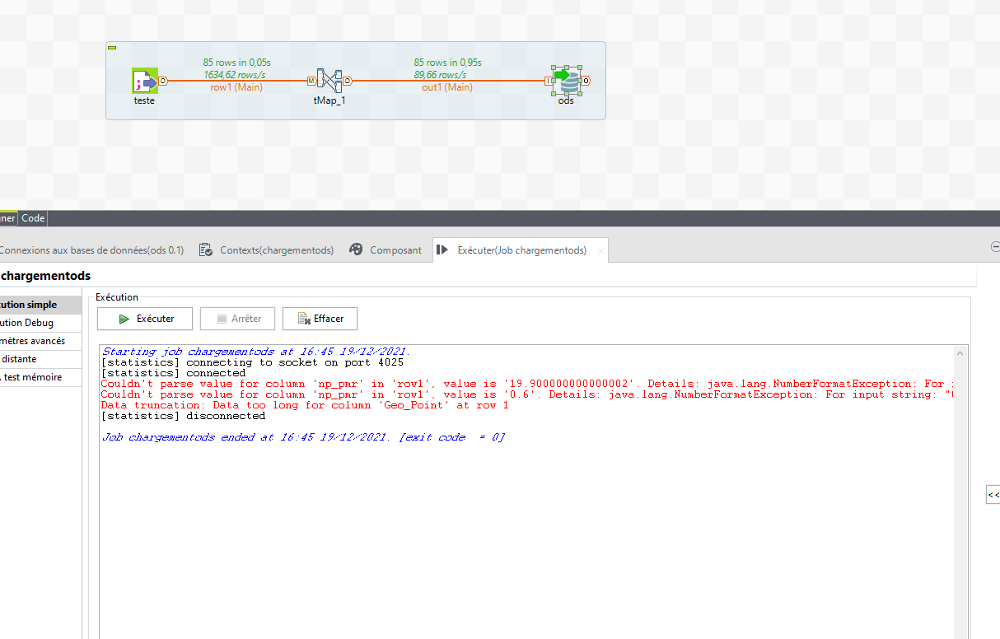 85 rows in 0,05s
1634,62 rows/s
row1 (Main)
85 rows in 0,95s
89,66 rows/s
out1 (Main)
teste
tMap_1
ods
ner
Code
Connexions aux bases de données(ods 0.1)
Contexts(chargementods)
Composant
Exécuter(Job chargementods)
chargementods
ution simple
ution Debug
mètres avancés
distante
. test mémoire
Exécution
Exécuter
Arrêter
Effacer
Starting job chargementods at 16:45 19/12/2021.
[statistics] connecting to socket on port 4025
[statistics] connected
Couldn't parse value for column 'np_pmr' in 'row1', value is '19.900000000000002'. Details: java.lang.NumberFormatException: For
Couldn't parse value for column 'np_pmr' in 'row1', value is '0.6'. Details: java.lang.NumberFormatException: For input string: "
Data truncation: Data too long for column 'Geo_Point' at row 1
[statistics] disconnected
Job chargementods ended at 16:45 19/12/2021. [exit code  = 0]
<<